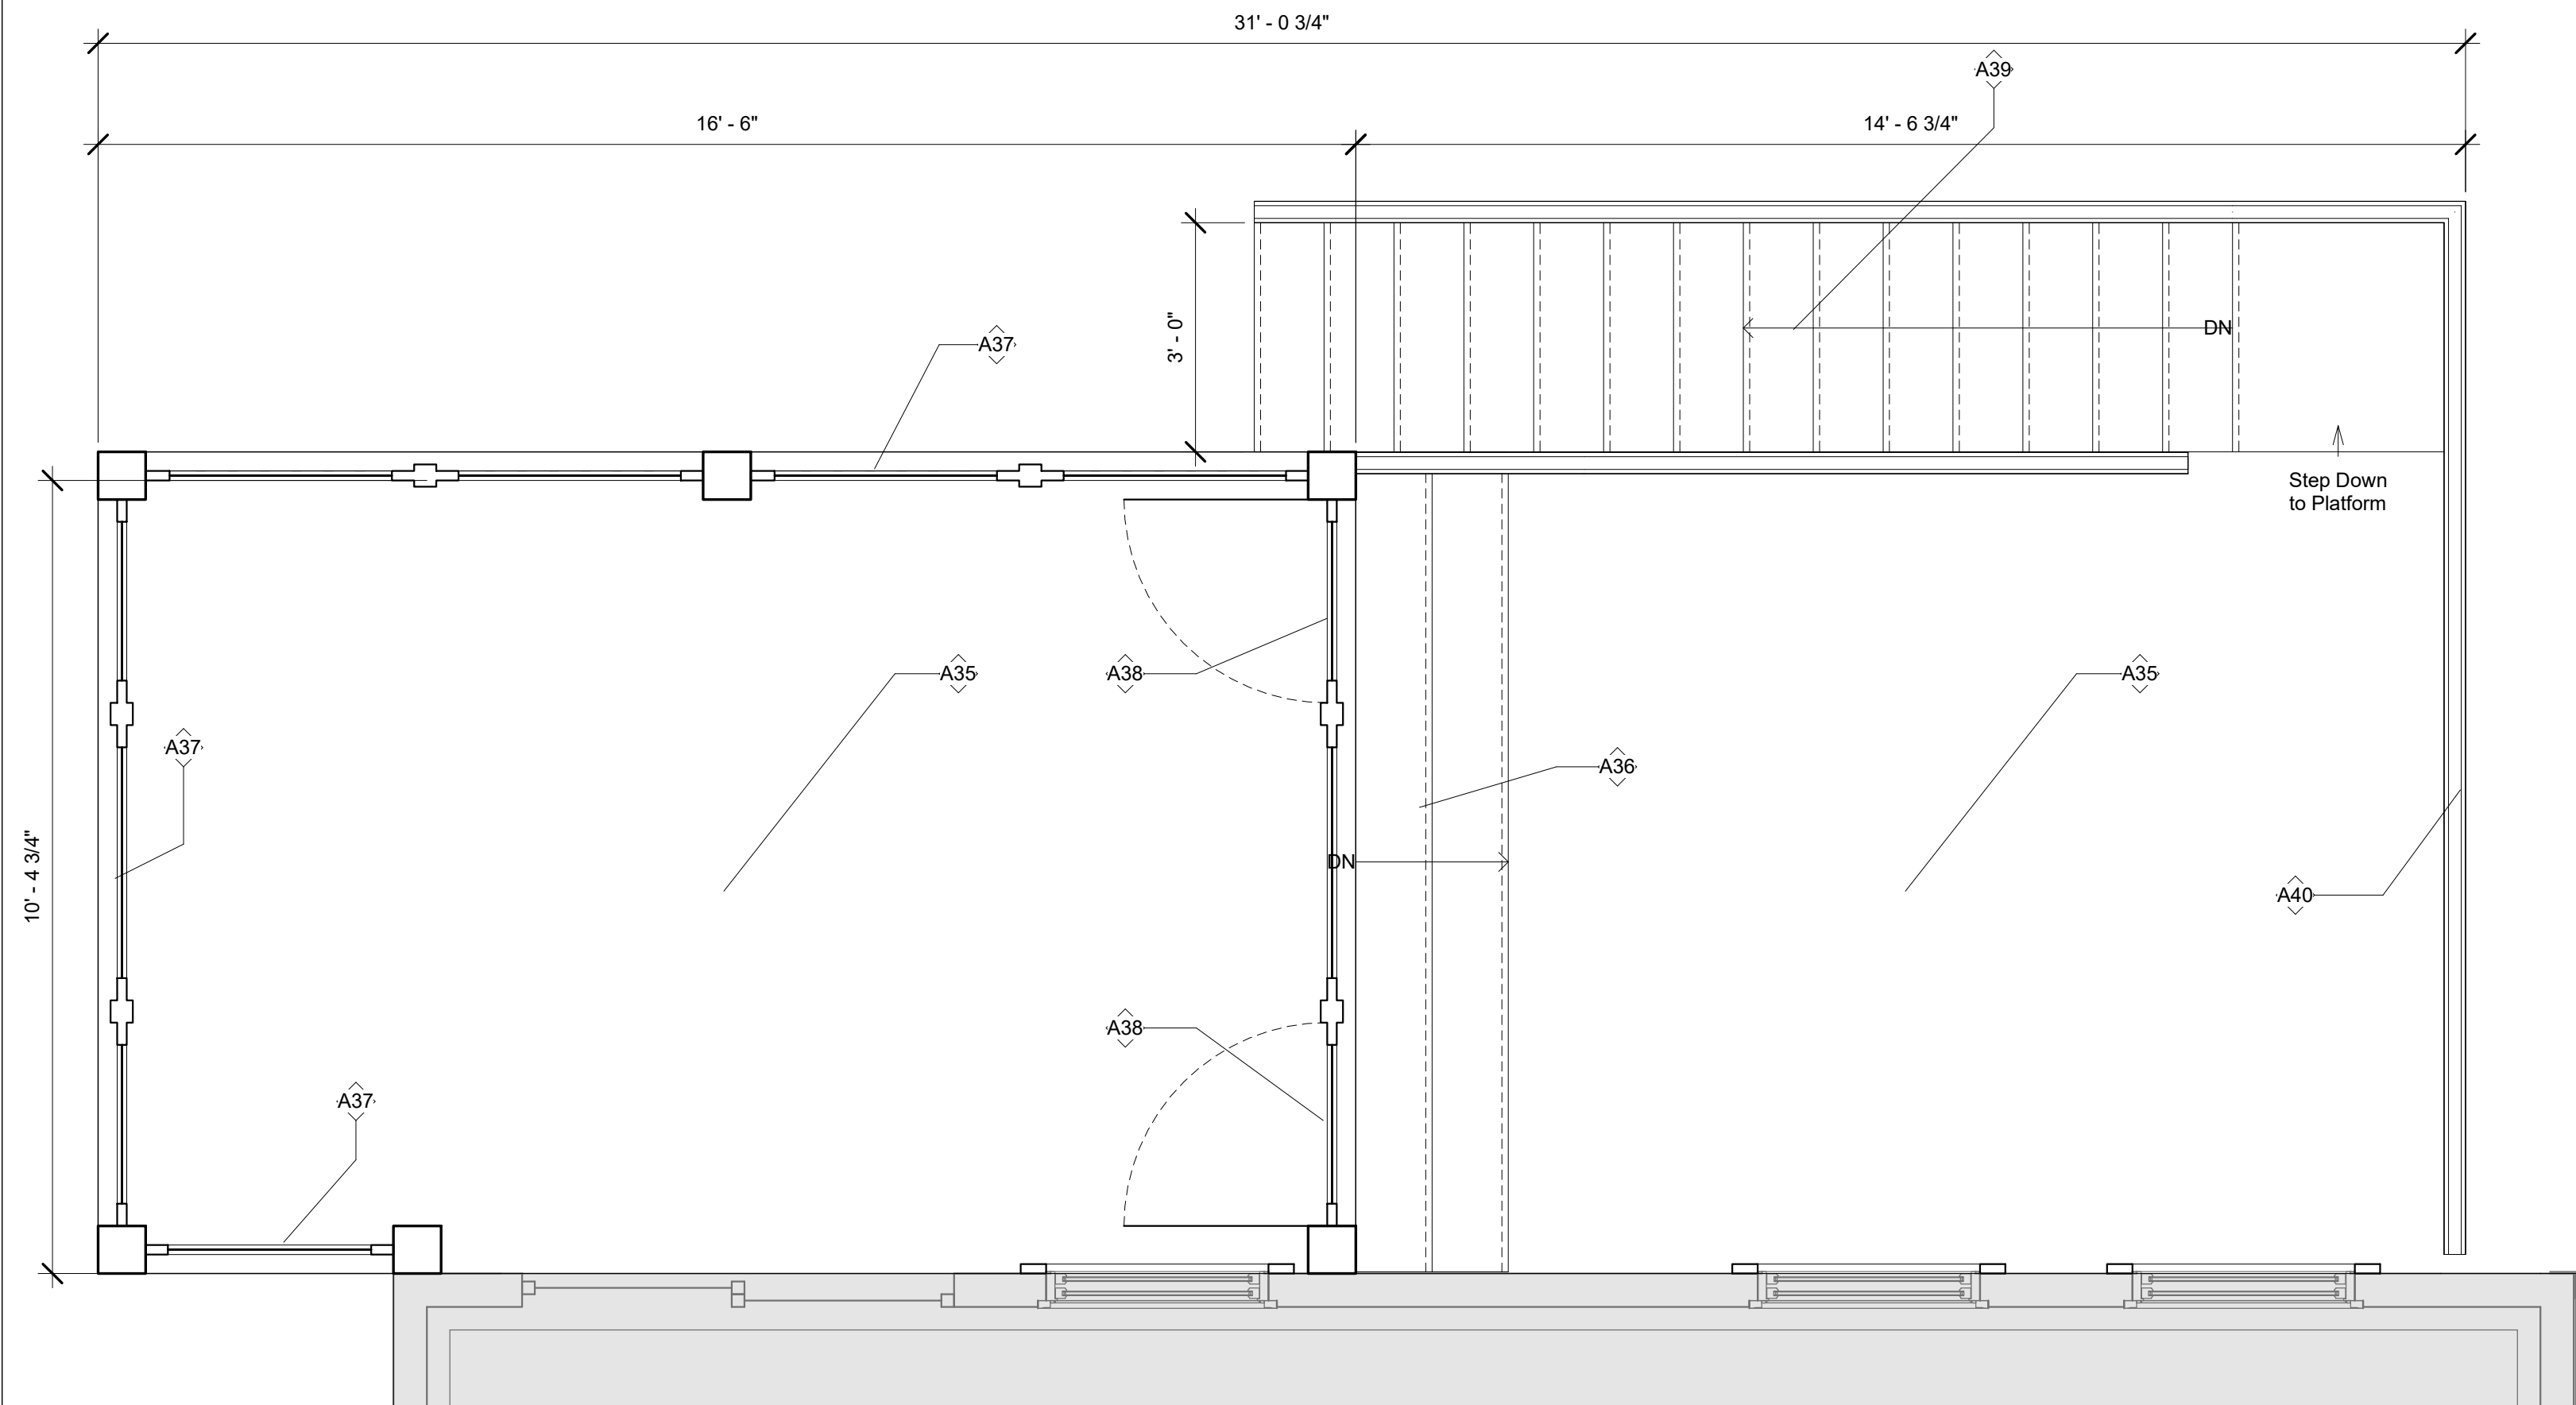 31' - 0 3/4"
A39
16' - 6"
14' - 6 3/4"
3' - 0"
DN
A37
Step Down
to Platform
A35
A38
A35
A37
A36
10' - 4 3/4"
DN
A40
A38
A37